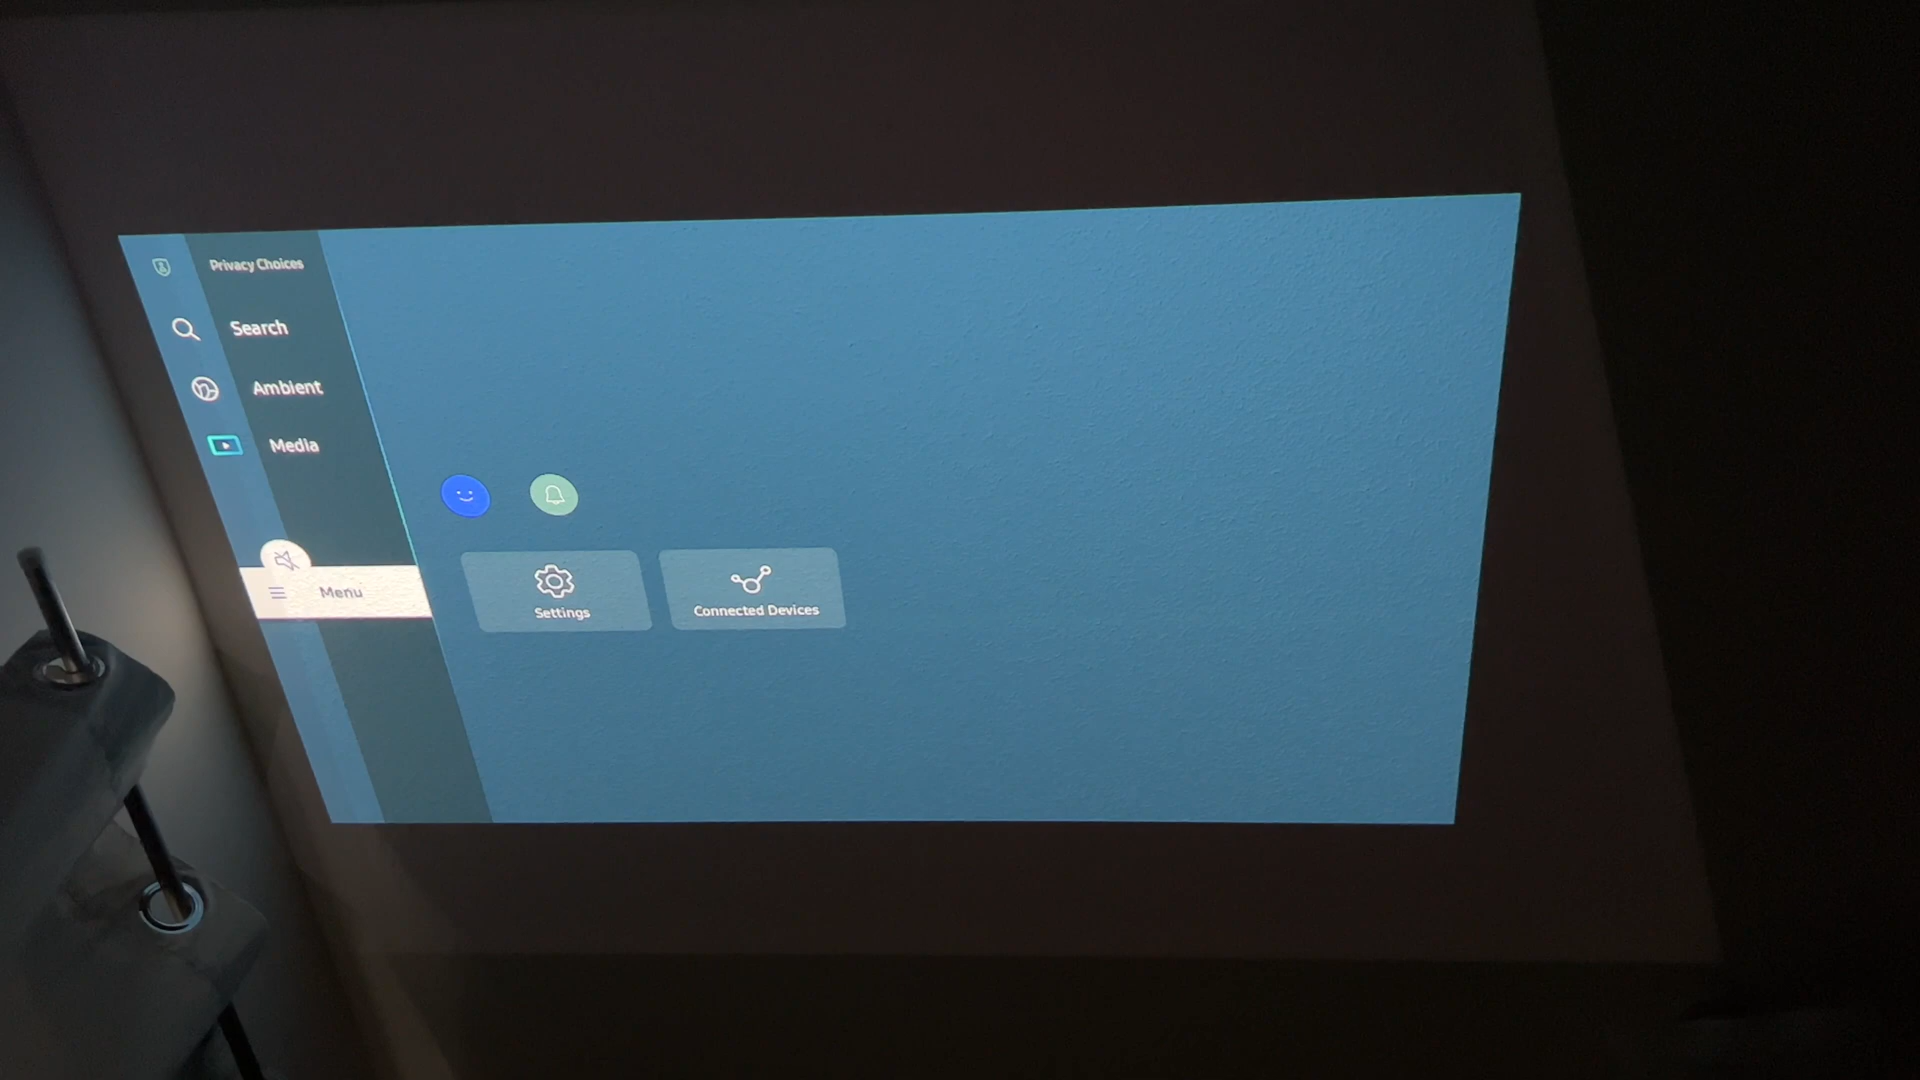 Privacy Choices
Search
Ambient
Media
Menu
Settings
Connected Devices